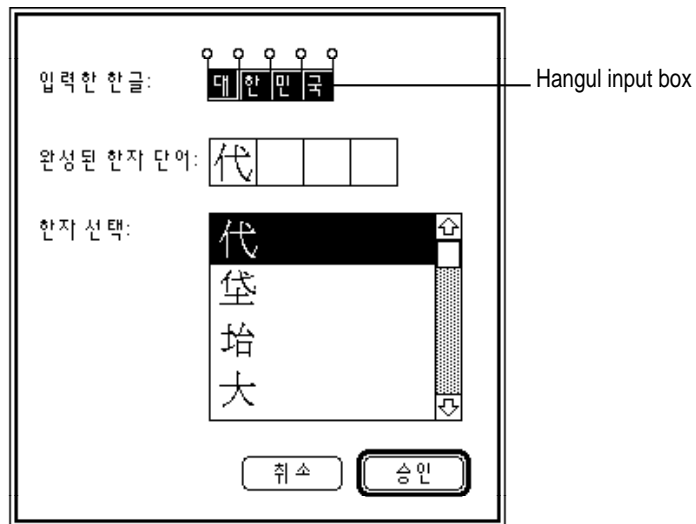 입력한 한글: 대한민국
Hangul input box
완성된 한자 단어: 代
한자 선택:
代
垈
坮
大
취소
승인